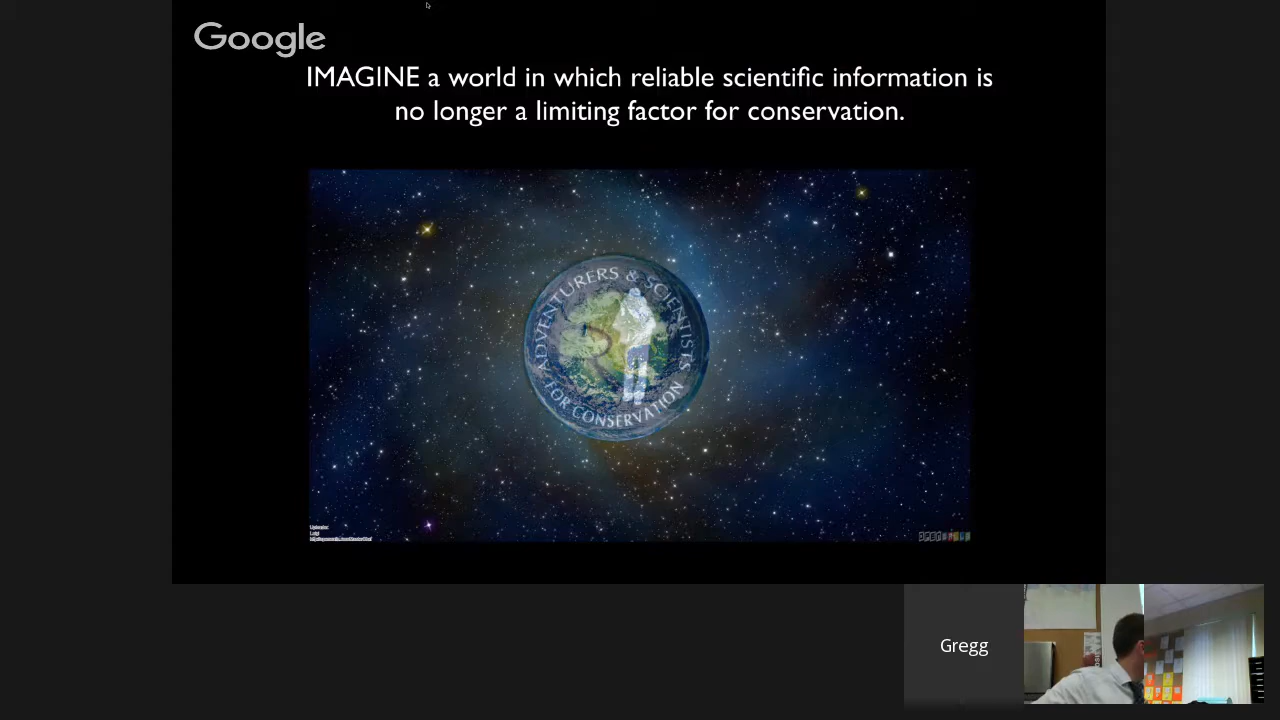 Google
IMAGINE a world in which reliable scientific information is
no longer a limiting factor for conservation.
ADVENTURERS & SCIENTISTS
FOR CONSERVATION
Gregg